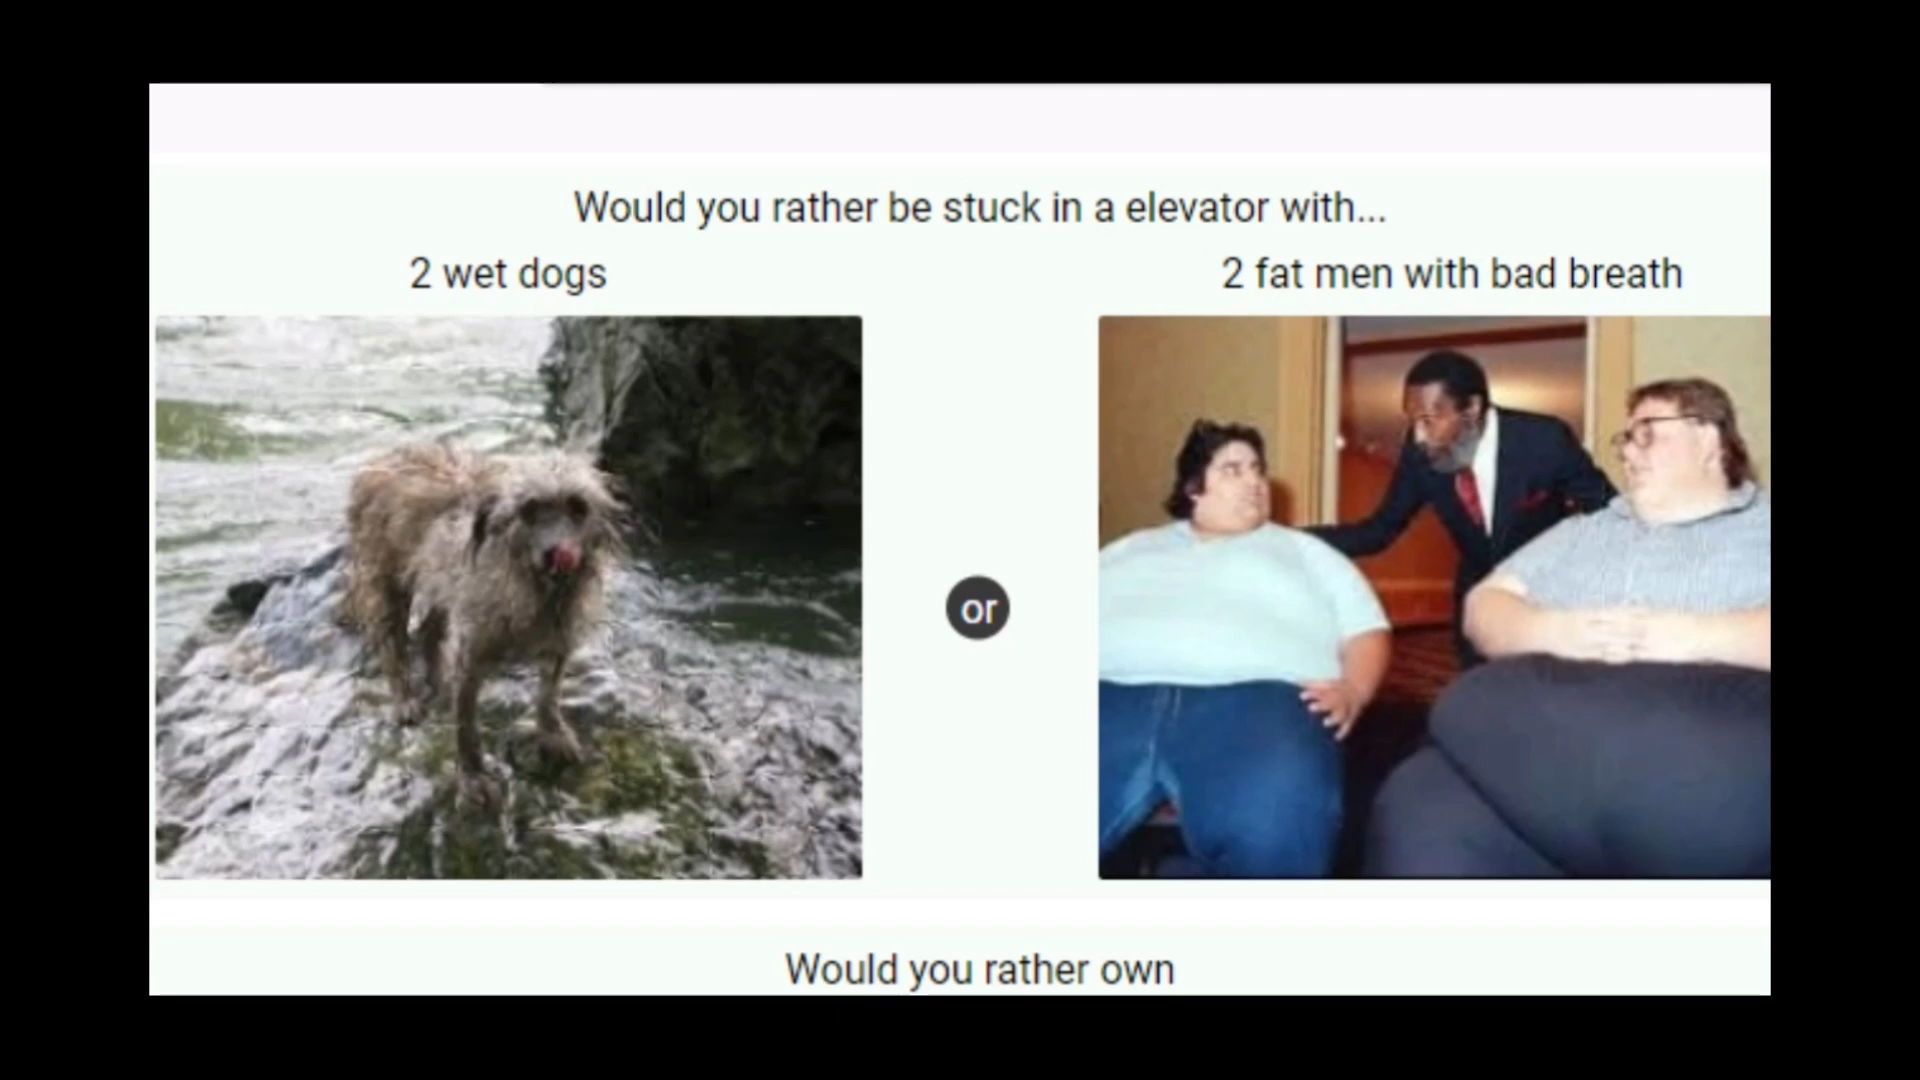 Would you rather be stuck in a elevator with...
2 wet dogs
2 fat men with bad breath
or
Would you rather own